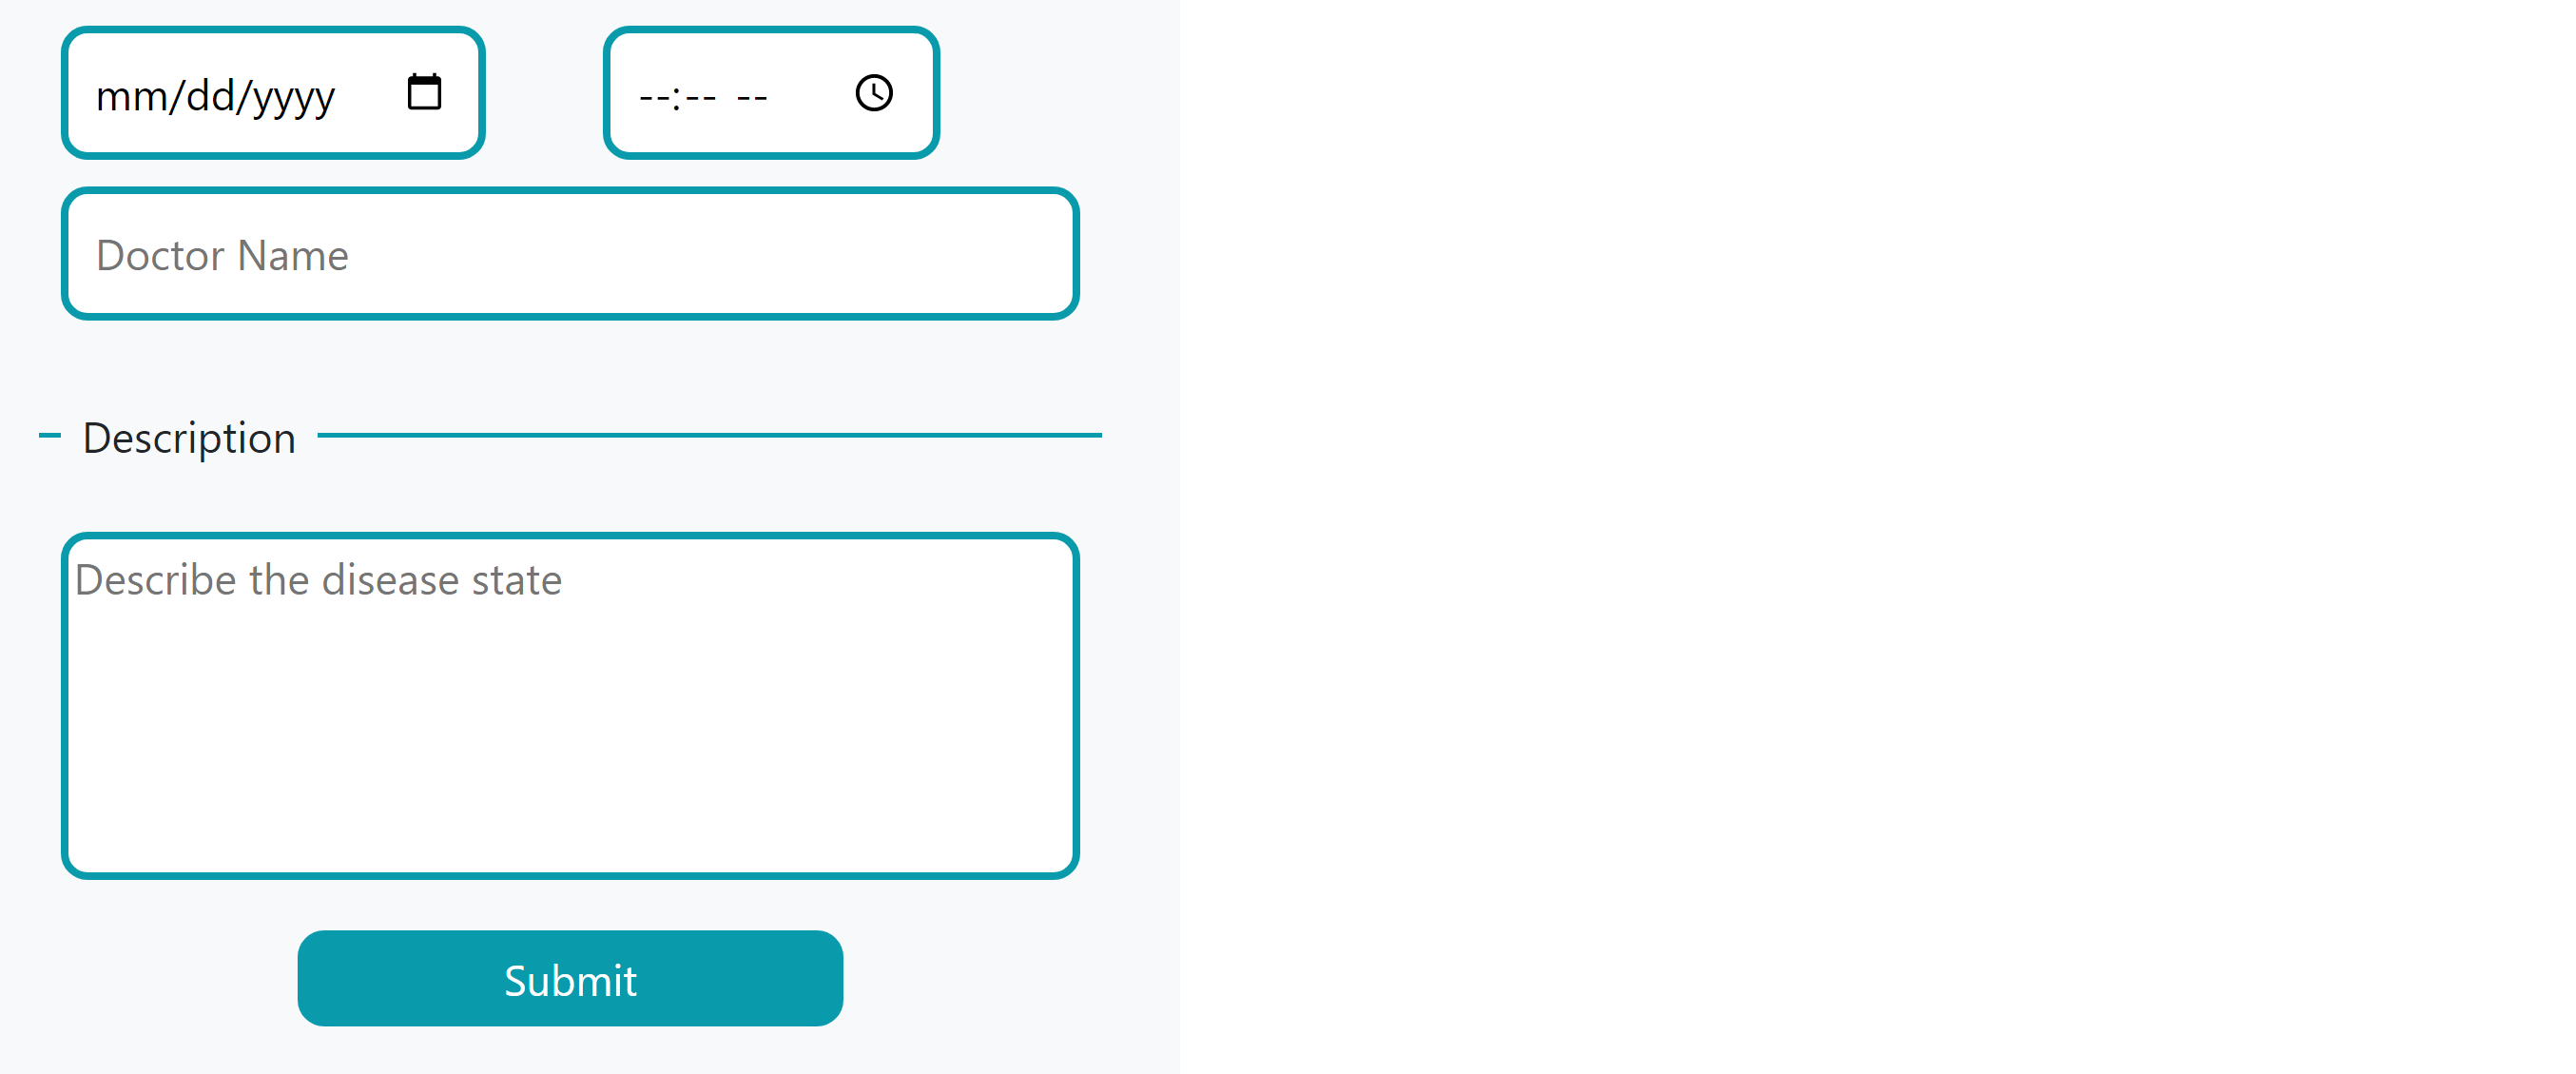 mm/dd/yyyy --:-- --
Doctor Name
Description
Describe the disease state
Submit